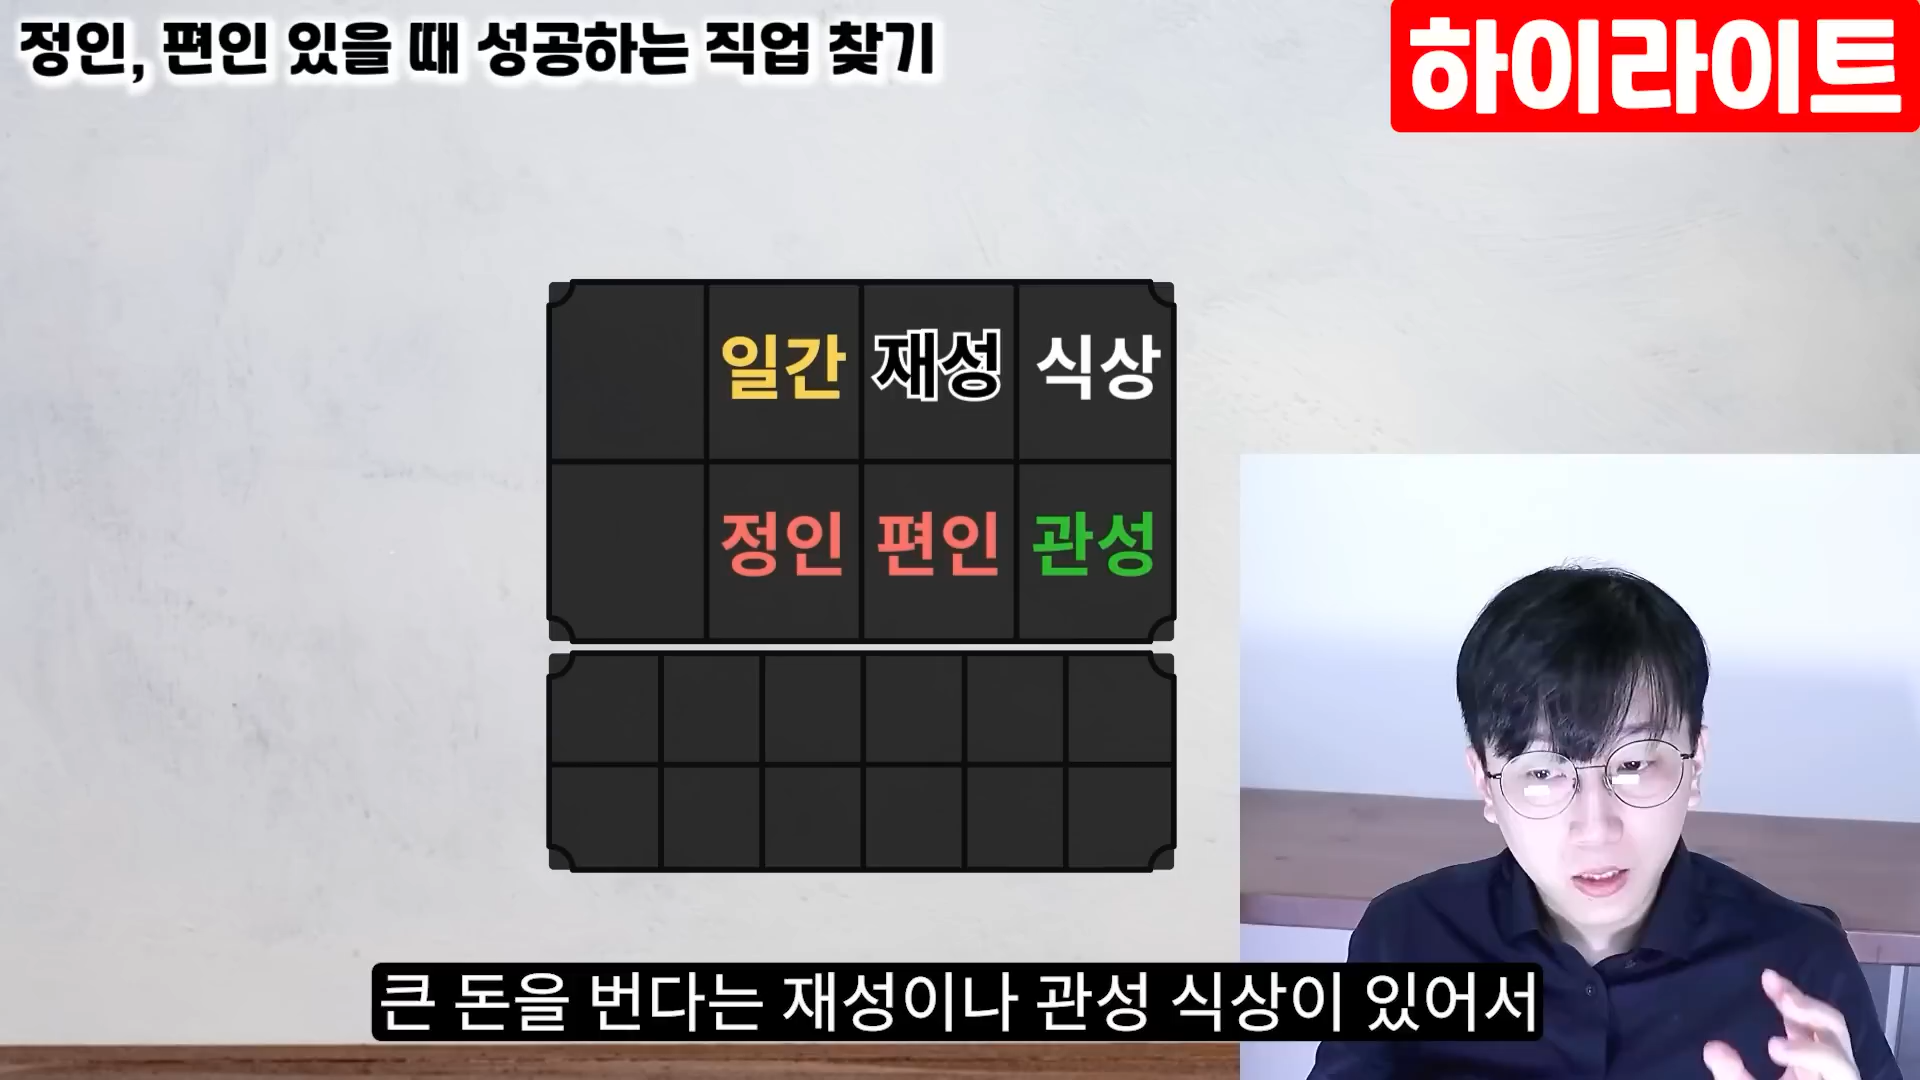 정인, 편인 있을 때 성공하는 직업 찾기
하이라이트
일간 재성 식상
정인 편인 관성
큰 돈을 번다는 재성이나 관성 식상이 있어서